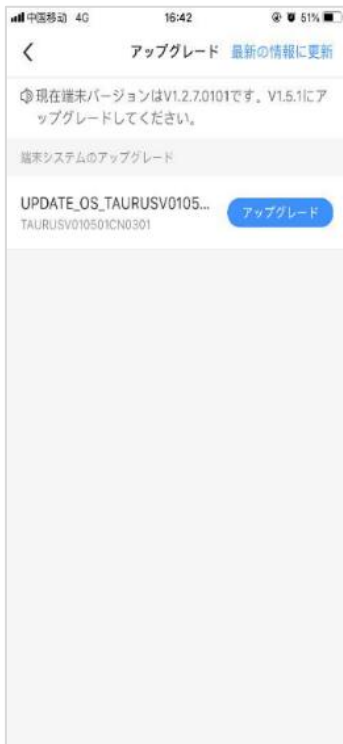 中国移动 4G 16:42 51%
アップグレード 最新の情報に更新
現在端末バージョンはV1.2.7.0101です。V1.5.1にア
ップグレードしてください。
端末システムのアップグレード
UPDATE_OS_TAURUSV0105...
アップグレード
TAURUSV010501CN0301